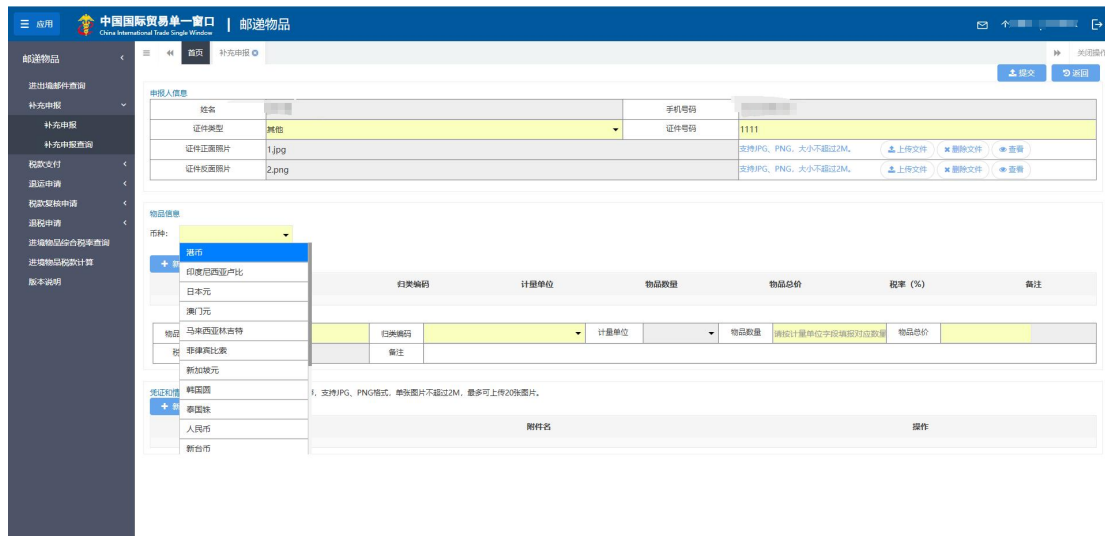 应用 中国国际贸易单一窗口 | 邮递物品
China International Trade Single Window
邮递物品 首页 补充申报 关闭操作
提交 返回
进出境邮件查询
补充申报
补充申报
补充申报查询
税款支付
退运申请
税款复核申请
退税申请
进境物品综合税率查询
进境物品税款计算
版本说明
申报人信息
姓名 手机号码
证件类型 其他 证件号码 1111
证件正面照片 1.jpg 支持JPG、PNG，大小不超过2M。 上传文件 删除文件 查看
证件反面照片 2.png 支持JPG、PNG，大小不超过2M。 上传文件 删除文件 查看
物品信息
币种：
港币
印度尼西亚卢比
日本元
澳门元
马来西亚林吉特
菲律宾比索
新加坡元
韩国圆
泰国铢
人民币
新台币
归类编码 计量单位 物品数量 物品总价 税率（%） 备注
物品 归类编码 计量单位 物品数量 请按计量单位字段填报对应数量 物品总价
税 备注
凭证和情 支持JPG、PNG格式，单张图片不超过2M，最多可上传20张图片。
附件名 操作